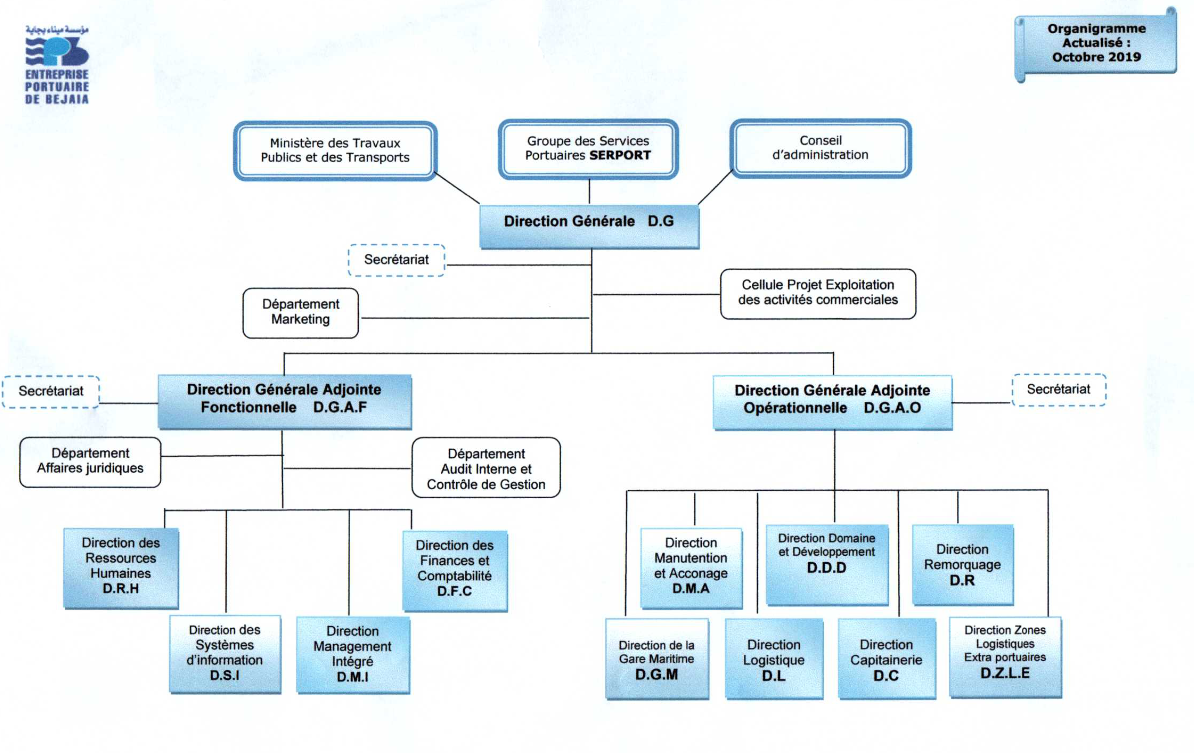 مؤسسة ميناء بجاية
ENTREPRISE
PORTUAIRE
DE BEJAIA
Organigramme
Actualisé :
Octobre 2019
Ministère des Travaux
Publics et des Transports
Groupe des Services
Portuaires SERPORT
Conseil
d'administration
Direction Générale D.G
Secrétariat
Cellule Projet Exploitation
des activités commerciales
Département
Marketing
Secrétariat
Direction Générale Adjointe
Fonctionnelle D.G.A.F
Direction Générale Adjointe
Opérationnelle D.G.A.O
Secrétariat
Département
Affaires juridiques
Département
Audit Interne et
Contrôle de Gestion
Direction des
Ressources
Humaines
D.R.H
Direction des
Finances et
Comptabilité
D.F.C
Direction
Manutention
et Acconage
D.M.A
Direction Domaine
et Développement
D.D.D
Direction
Remorquage
D.R
Direction des
Systèmes
d'information
D.S.I
Direction
Management
Intégré
D.M.I
Direction de la
Gare Maritime
D.G.M
Direction
Logistique
D.L
Direction
Capitainerie
D.C
Direction Zones
Logistiques
Extra portuaires
D.Z.L.E